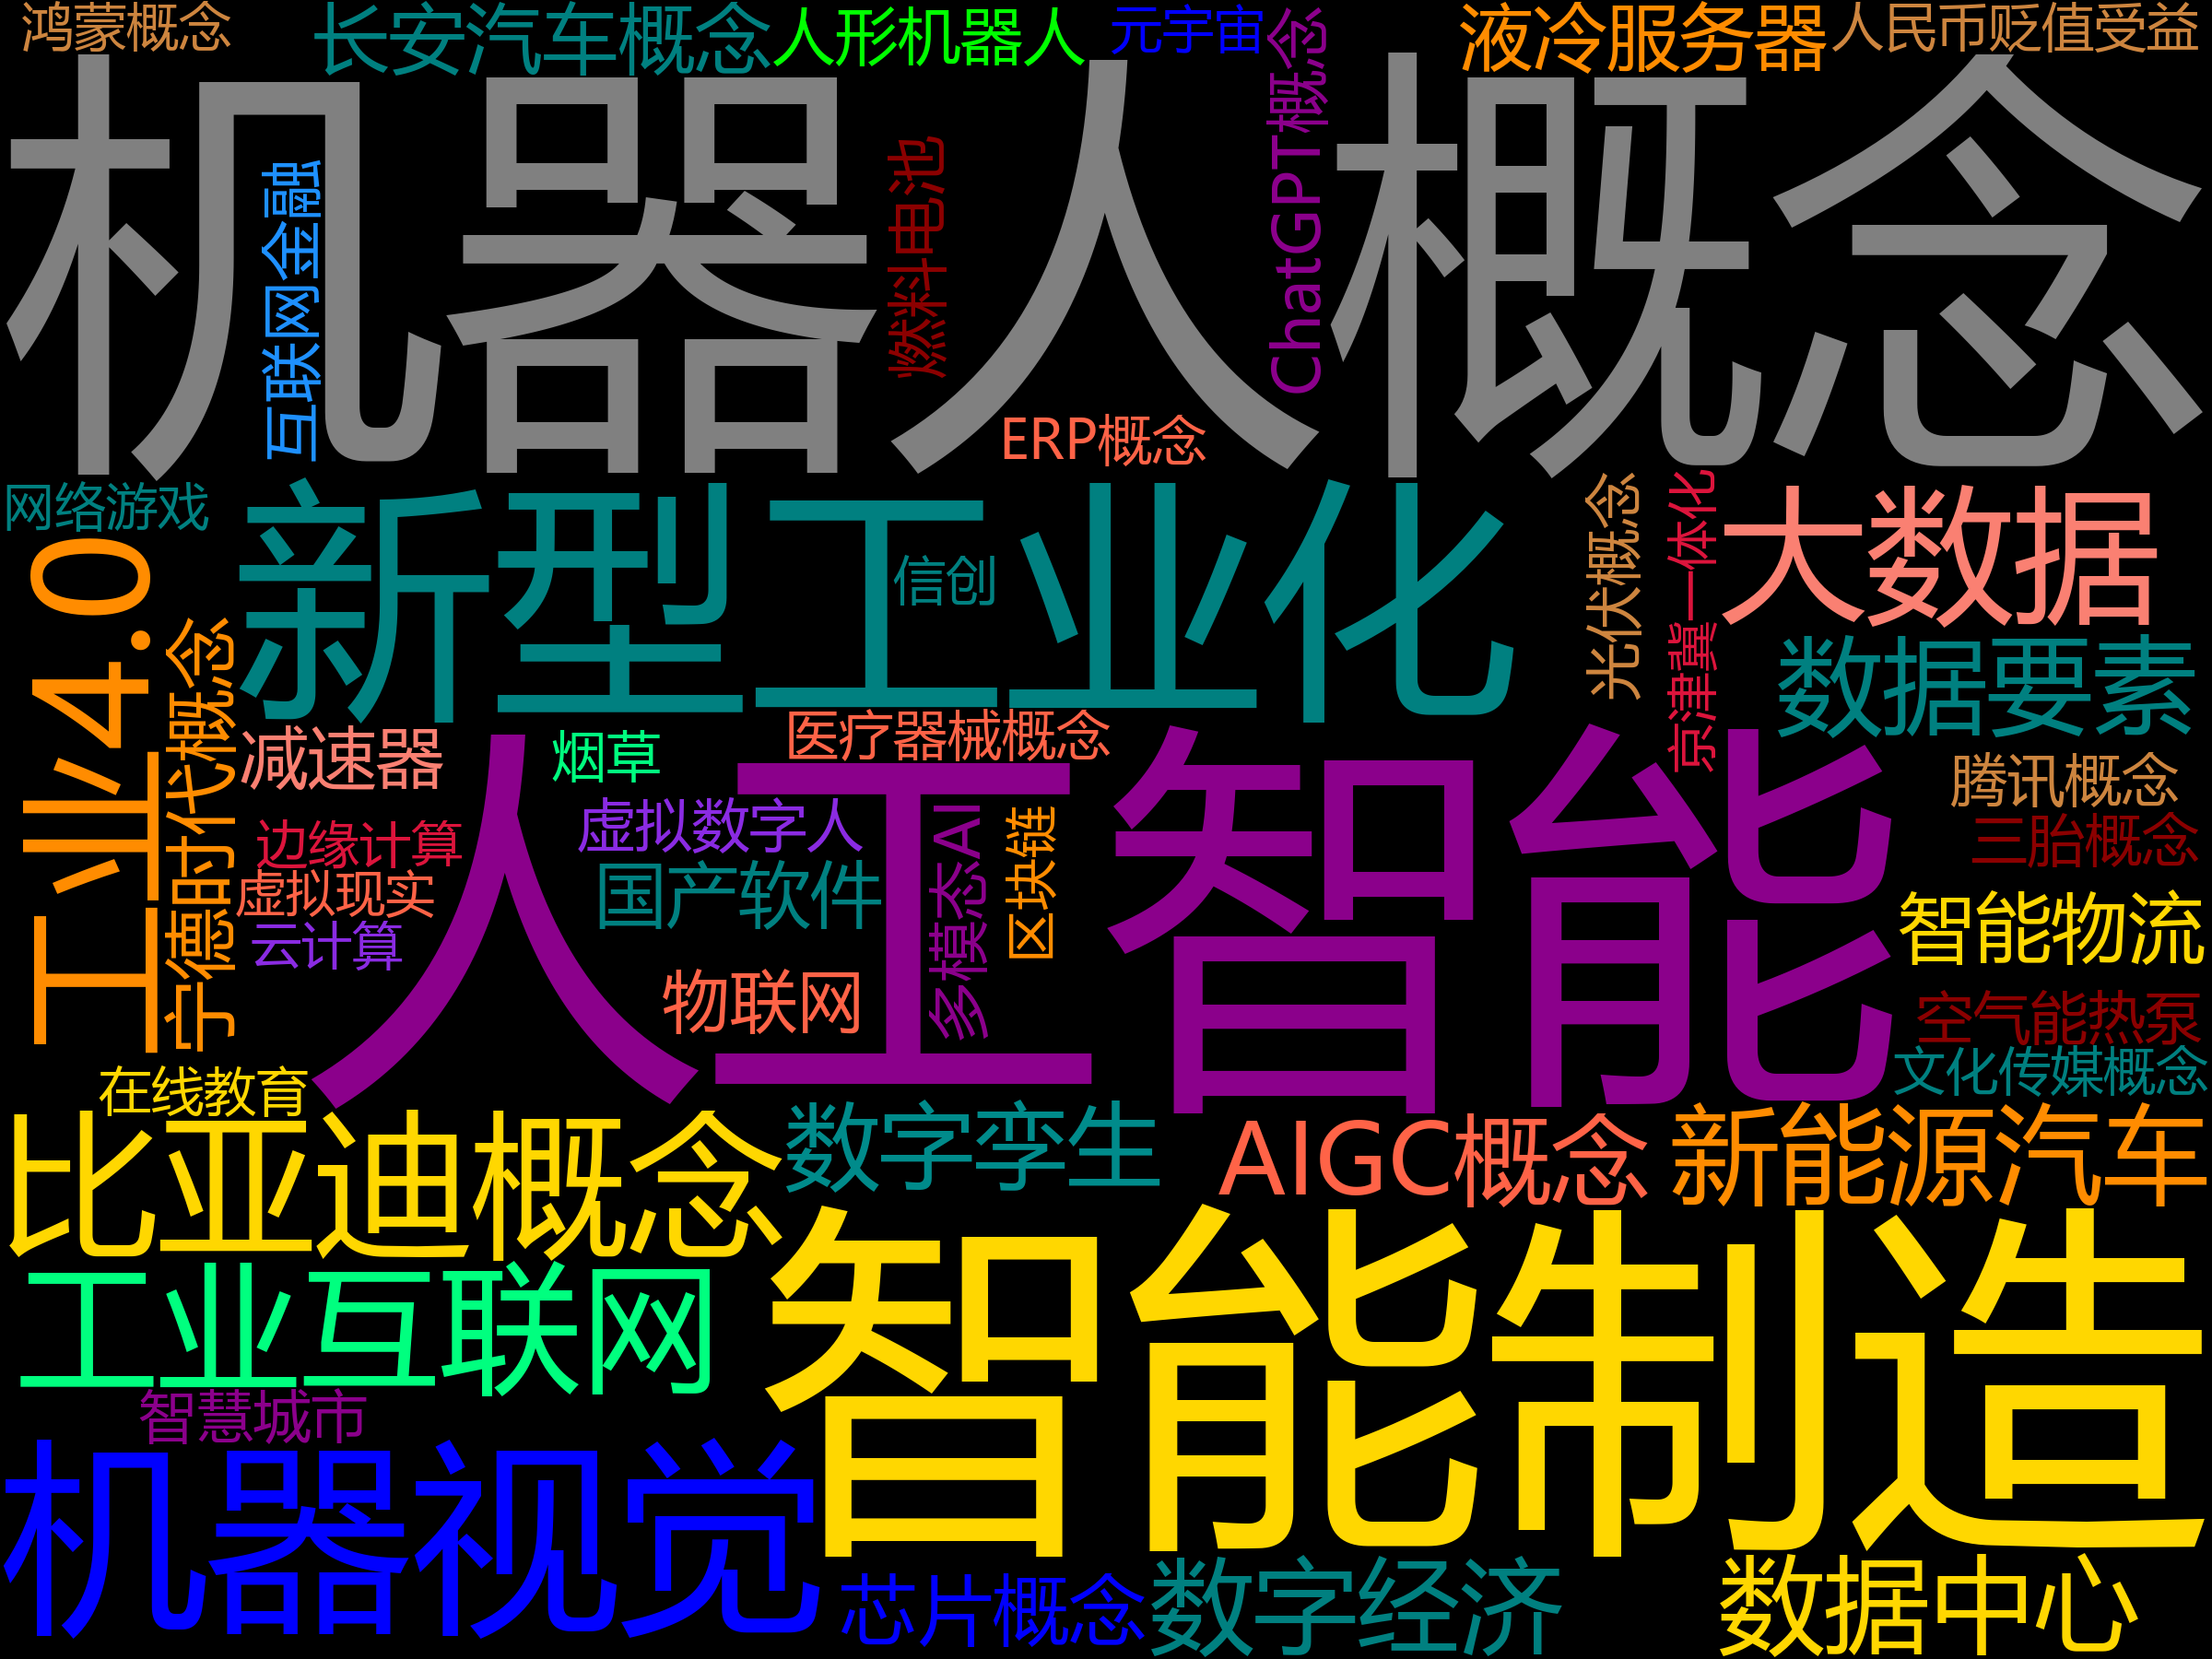 鸿蒙概念
长安汽车概念
人形机器人
元宇宙
液冷服务器
人民币贬值受益
机器人概念
互联网金融
燃料电池
ChatGPT概念
ERP概念
网络游戏
新型工业化
信创
光伏概念
京津冀一体化
大数据
数据要素
工业4.0
宁德时代概念
减速器
烟草
医疗器械概念
人工智能
腾讯概念
三胎概念
边缘计算
虚拟数字人
虚拟现实
国产软件
多模态AI
区块链
智能物流
云计算
物联网
空气能热泵
文化传媒概念
在线教育
比亚迪概念
数字孪生
AIGC概念
新能源汽车
工业互联网
智能制造
智慧城市
机器视觉
芯片概念
数字经济
数据中心